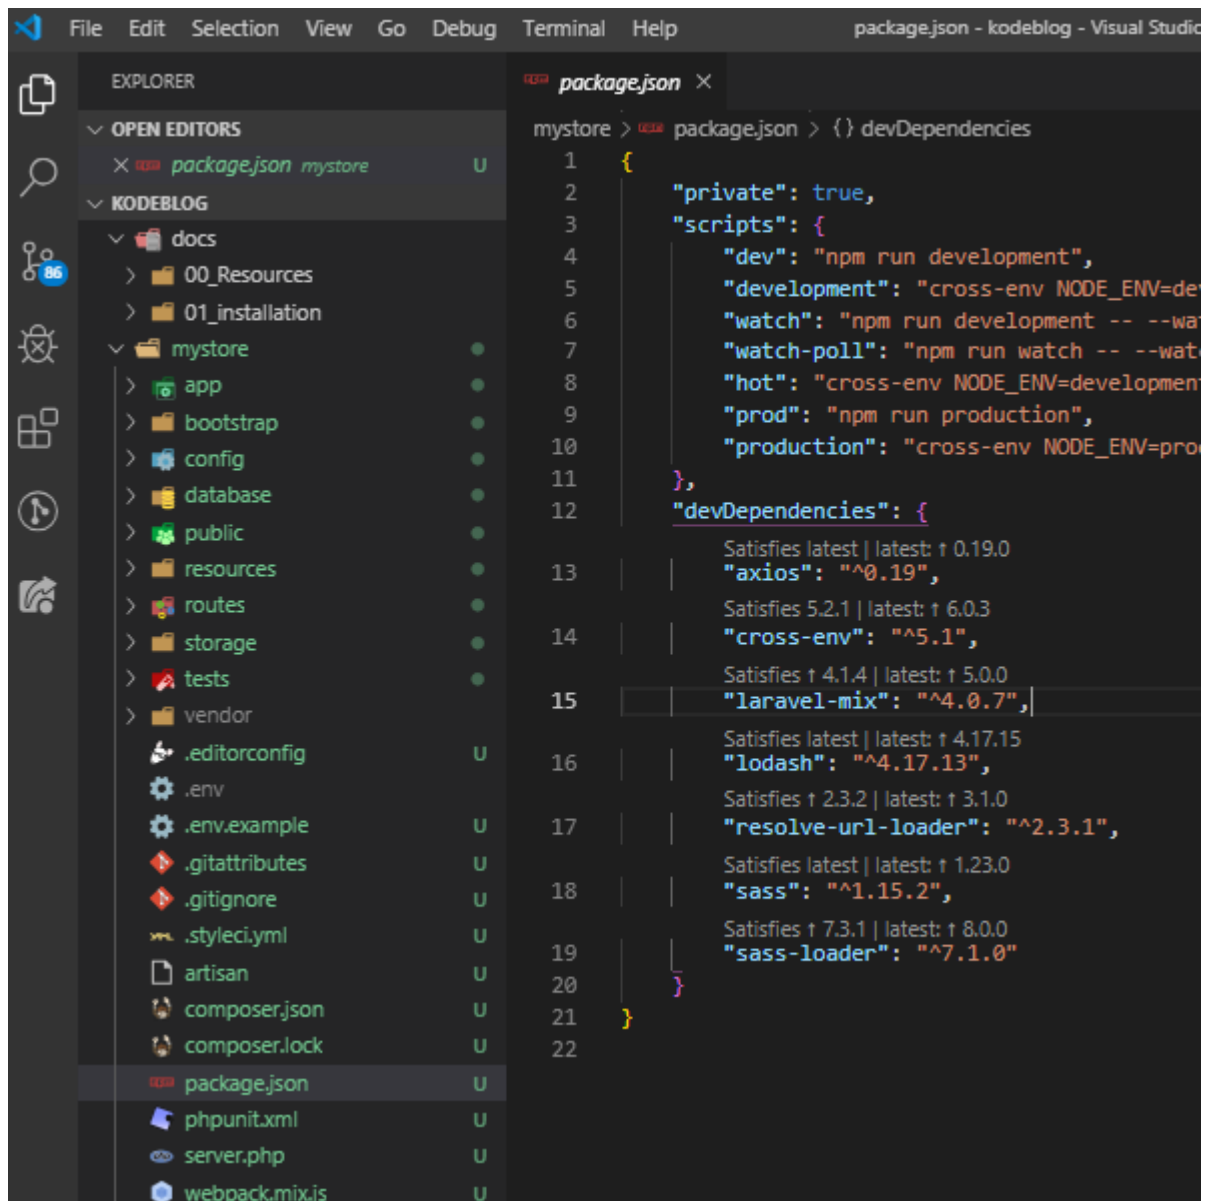 File Edit Selection View Go Debug Terminal Help package.json - kodeblog - Visual Studio
EXPLORER
OPEN EDITORS
package.json mystore U
KODEBLOG
docs
00_Resources
01_installation
mystore
app
bootstrap
config
database
public
resources
routes
storage
tests
vendor
.editorconfig U
.env
.env.example U
.gitattributes U
.gitignore U
.styleci.yml U
artisan U
composer.json U
composer.lock U
package.json U
phpunit.xml U
server.php U
webpack.mix.js U
86
package.json
mystore > package.json > {} devDependencies
1 {
2 "private": true,
3 "scripts": {
4 "dev": "npm run development",
5 "development": "cross-env NODE_ENV=de
6 "watch": "npm run development -- --wa
7 "watch-poll": "npm run watch -- --wat
8 "hot": "cross-env NODE_ENV=development
9 "prod": "npm run production",
10 "production": "cross-env NODE_ENV=pro
11 },
12 "devDependencies": {
Satisfies latest | latest: ↑ 0.19.0
13 "axios": "^0.19",
Satisfies 5.2.1 | latest: ↑ 6.0.3
14 "cross-env": "^5.1",
Satisfies ↑ 4.1.4 | latest: ↑ 5.0.0
15 "laravel-mix": "^4.0.7",
Satisfies latest | latest: ↑ 4.17.15
16 "lodash": "^4.17.13",
Satisfies ↑ 2.3.2 | latest: ↑ 3.1.0
17 "resolve-url-loader": "^2.3.1",
Satisfies latest | latest: ↑ 1.23.0
18 "sass": "^1.15.2",
Satisfies ↑ 7.3.1 | latest: ↑ 8.0.0
19 "sass-loader": "^7.1.0"
20 }
21 }
22